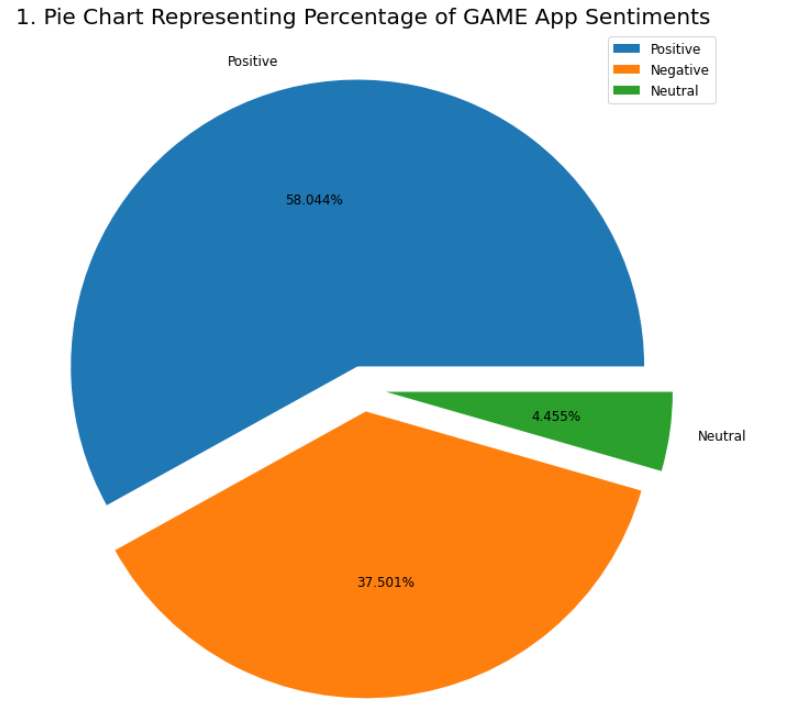 1. Pie Chart Representing Percentage of GAME App Sentiments
Positive
Negative
Neutral
Positive
58.044%
4.455%
Neutral
37.501%